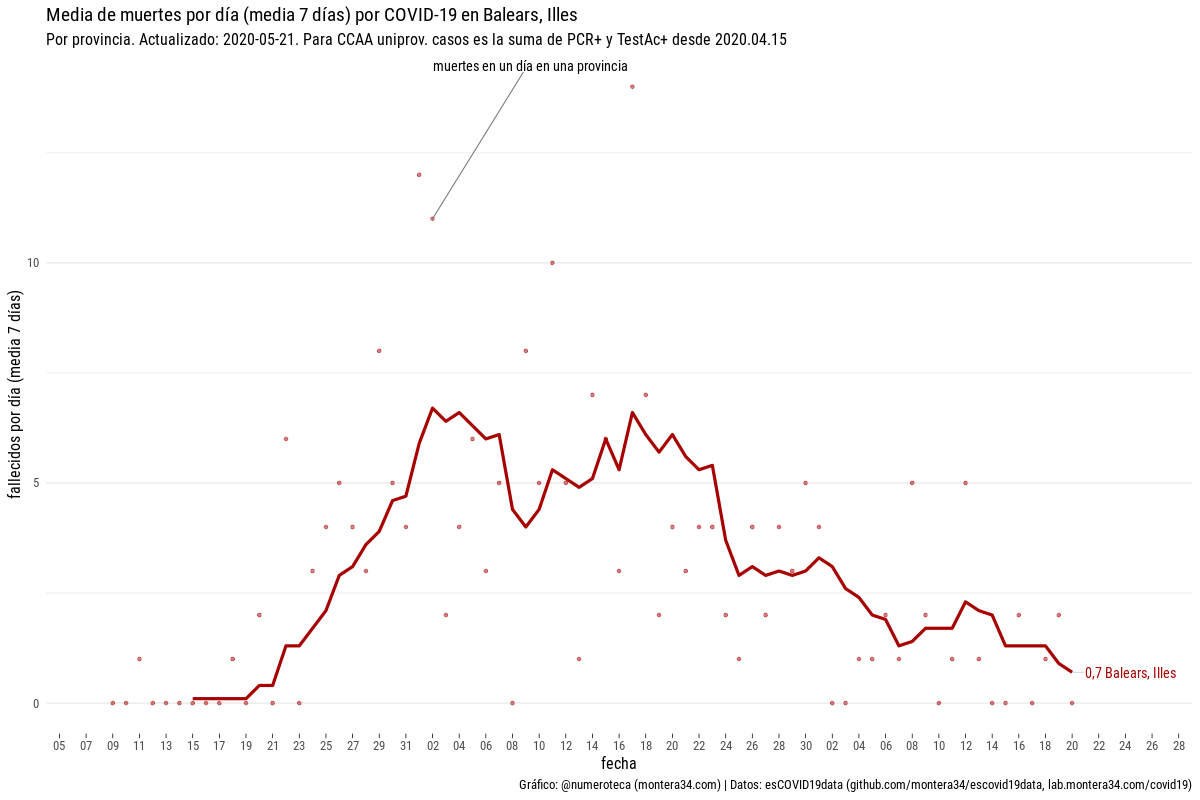 Media de muertes por día (media 7 días) por COVID-19 en Balears, Illes
Por provincia. Actualizado: 2020-05-21. Para CCAA uniprov. casos es la suma de PCR+ y TestAc+ desde 2020.04.15
muertes en un día en una provincia
10
5
0
fallecidos por día (media 7 días)
0,7 Balears, Illes
05 07 09 11 13 15 17 19 21 23 25 27 29 31 02 04 06 08 10 12 14 16 18 20 22 24 26 28 30 02 04 06 08 10 12 14 16 18 20 22 24 26 28
fecha
Gráfico: @numeroteca (montera34.com) | Datos: esCOVID19data (github.com/montera34/escovid19data, lab.montera34.com/covid19)